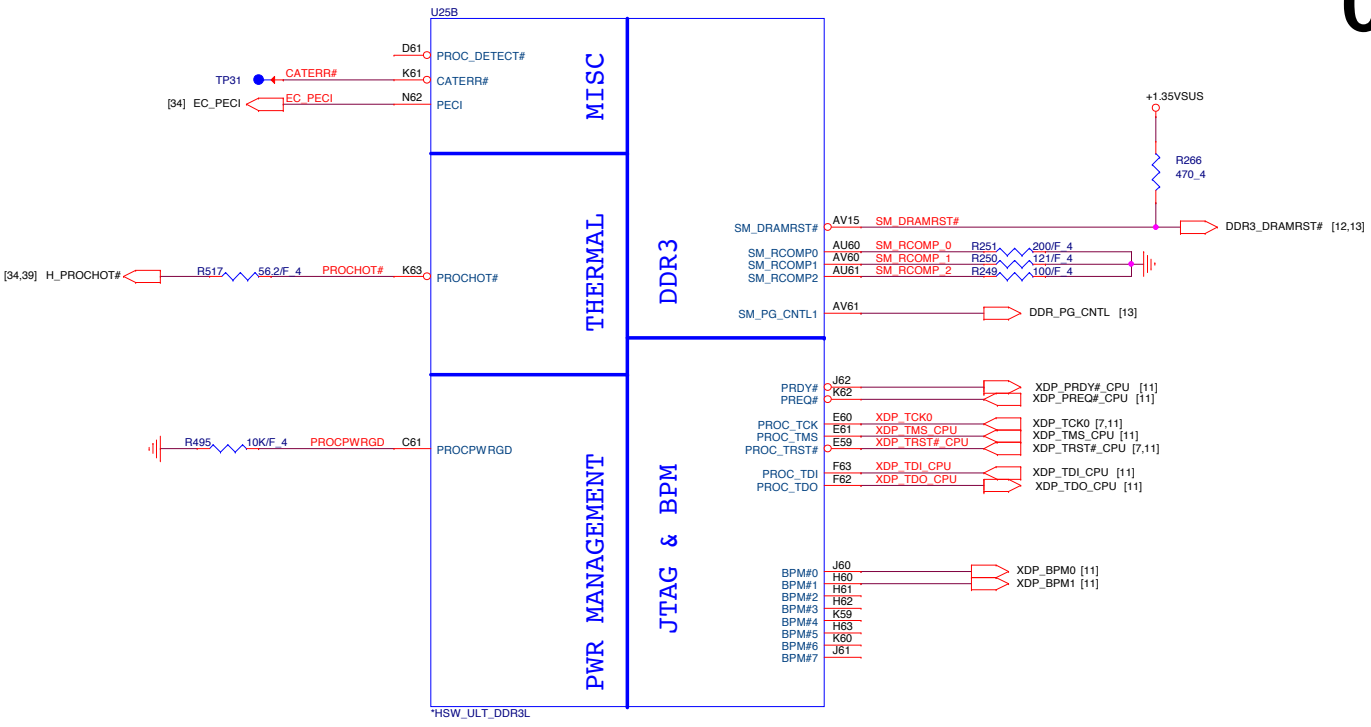 U25B
D61 PROC_DETECT#
TP31 CATERR# K61 CATERR#
[34] EC_PECI EC_PECI N62 PECI
MISC
+1.35VSUS
R266
470_4
SM_DRAMRST# AV15 SM_DRAMRST# DDR3_DRAMRST# [12,13]
SM_RCOMP0 AU60 SM_RCOMP_0 R251 200/F_4
SM_RCOMP1 AV60 SM_RCOMP_1 R250 121/F_4
SM_RCOMP2 AU61 SM_RCOMP_2 R249 100/F_4
[34,39] H_PROCHOT# R517 56.2/F_4 PROCHOT# K63 PROCHOT#
THERMAL
DDR3
SM_PG_CNTL1 AV61 DDR_PG_CNTL [13]
PRDY# J62 XDP_PRDY#_CPU [11]
PREQ# K62 XDP_PREQ#_CPU [11]
PROC_TCK E60 XDP_TCK0 XDP_TCK0 [7,11]
PROC_TMS E61 XDP_TMS_CPU XDP_TMS_CPU [11]
PROC_TRST# E59 XDP_TRST#_CPU XDP_TRST#_CPU [7,11]
R495 10K/F_4 PROCPWRGD C61 PROCPWRGD
PROC_TDI F63 XDP_TDI_CPU XDP_TDI_CPU [11]
PROC_TDO F62 XDP_TDO_CPU XDP_TDO_CPU [11]
PWR MANAGEMENT
JTAG & BPM
BPM#0 J60 XDP_BPM0 [11]
BPM#1 H60 XDP_BPM1 [11]
BPM#2 H61
BPM#3 H62
BPM#4 K59
BPM#5 H63
BPM#6 K60
BPM#7 J61
*HSW_ULT_DDR3L